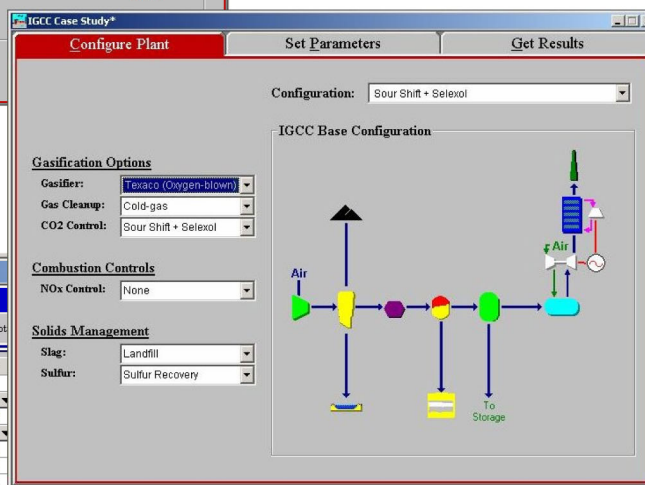 IGCC Case Study*
Configure Plant
Set Parameters
Get Results
Configuration: Sour Shift + Selexol
IGCC Base Configuration
Gasification Options
Gasifier: Texaco (Oxygen-blown)
Gas Cleanup: Cold-gas
CO2 Control: Sour Shift + Selexol
Combustion Controls
NOx Control: None
Solids Management
Slag: Landfill
Sulfur: Sulfur Recovery
Air
Air
To
Storage